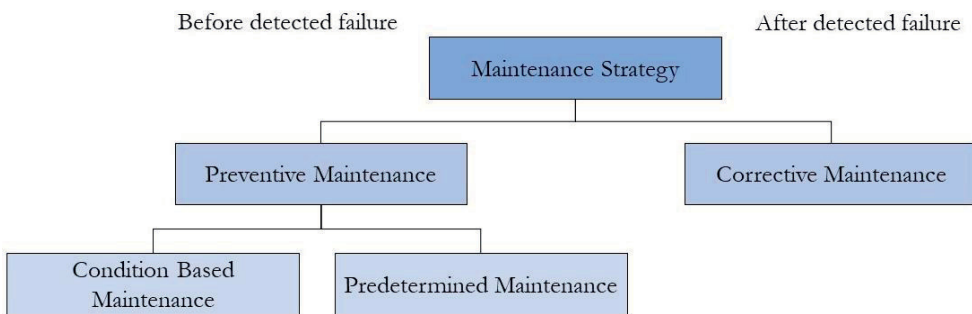 Before detected failure
After detected failure
Maintenance Strategy
Preventive Maintenance
Corrective Maintenance
Condition Based
Maintenance
Predetermined Maintenance